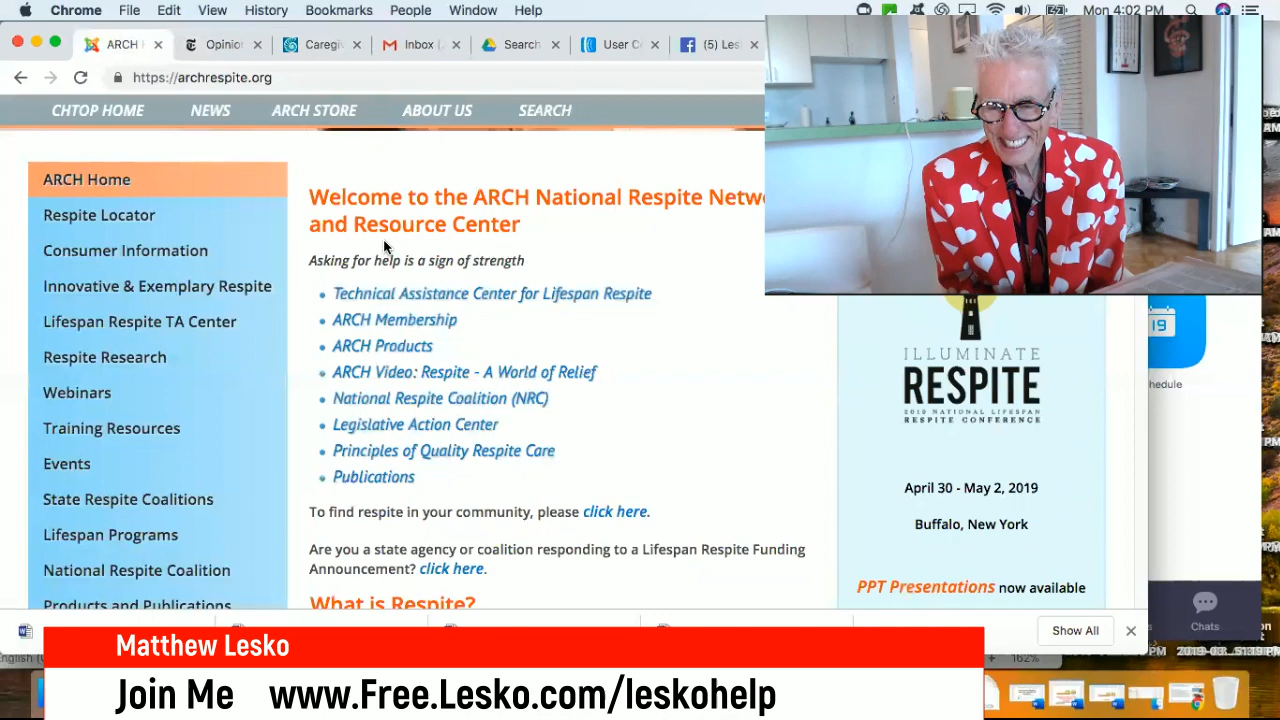 Chrome File Edit View History Bookmarks People Window Help Mon 4:02 PM
ARCH Opinio Caregiv Inbox ( Search User C (5) Les
https://archrespite.org
CHTOP HOME NEWS ARCH STORE ABOUT US SEARCH
ARCH Home
Respite Locator
Consumer Information
Innovative & Exemplary Respite
Lifespan Respite TA Center
Respite Research
Webinars
Training Resources
Events
State Respite Coalitions
Lifespan Programs
National Respite Coalition
Products and Publications
Welcome to the ARCH National Respite Netwo
and Resource Center
Asking for help is a sign of strength
Technical Assistance Center for Lifespan Respite
ARCH Membership
ARCH Products
ARCH Video: Respite - A World of Relief
National Respite Coalition (NRC)
Legislative Action Center
Principles of Quality Respite Care
Publications
To find respite in your community, please click here.
Are you a state agency or coalition responding to a Lifespan Respite Funding
Announcement? click here.
What is Respite?
ILLUMINATE
RESPITE
2019 NATIONAL LIFESPAN
RESPITE CONFERENCE
April 30 - May 2, 2019
Buffalo, New York
PPT Presentations now available
19
hedule
Chats
Show All
English (
162%
Matthew Lesko
Join Me www.Free.Lesko.com/leskohelp